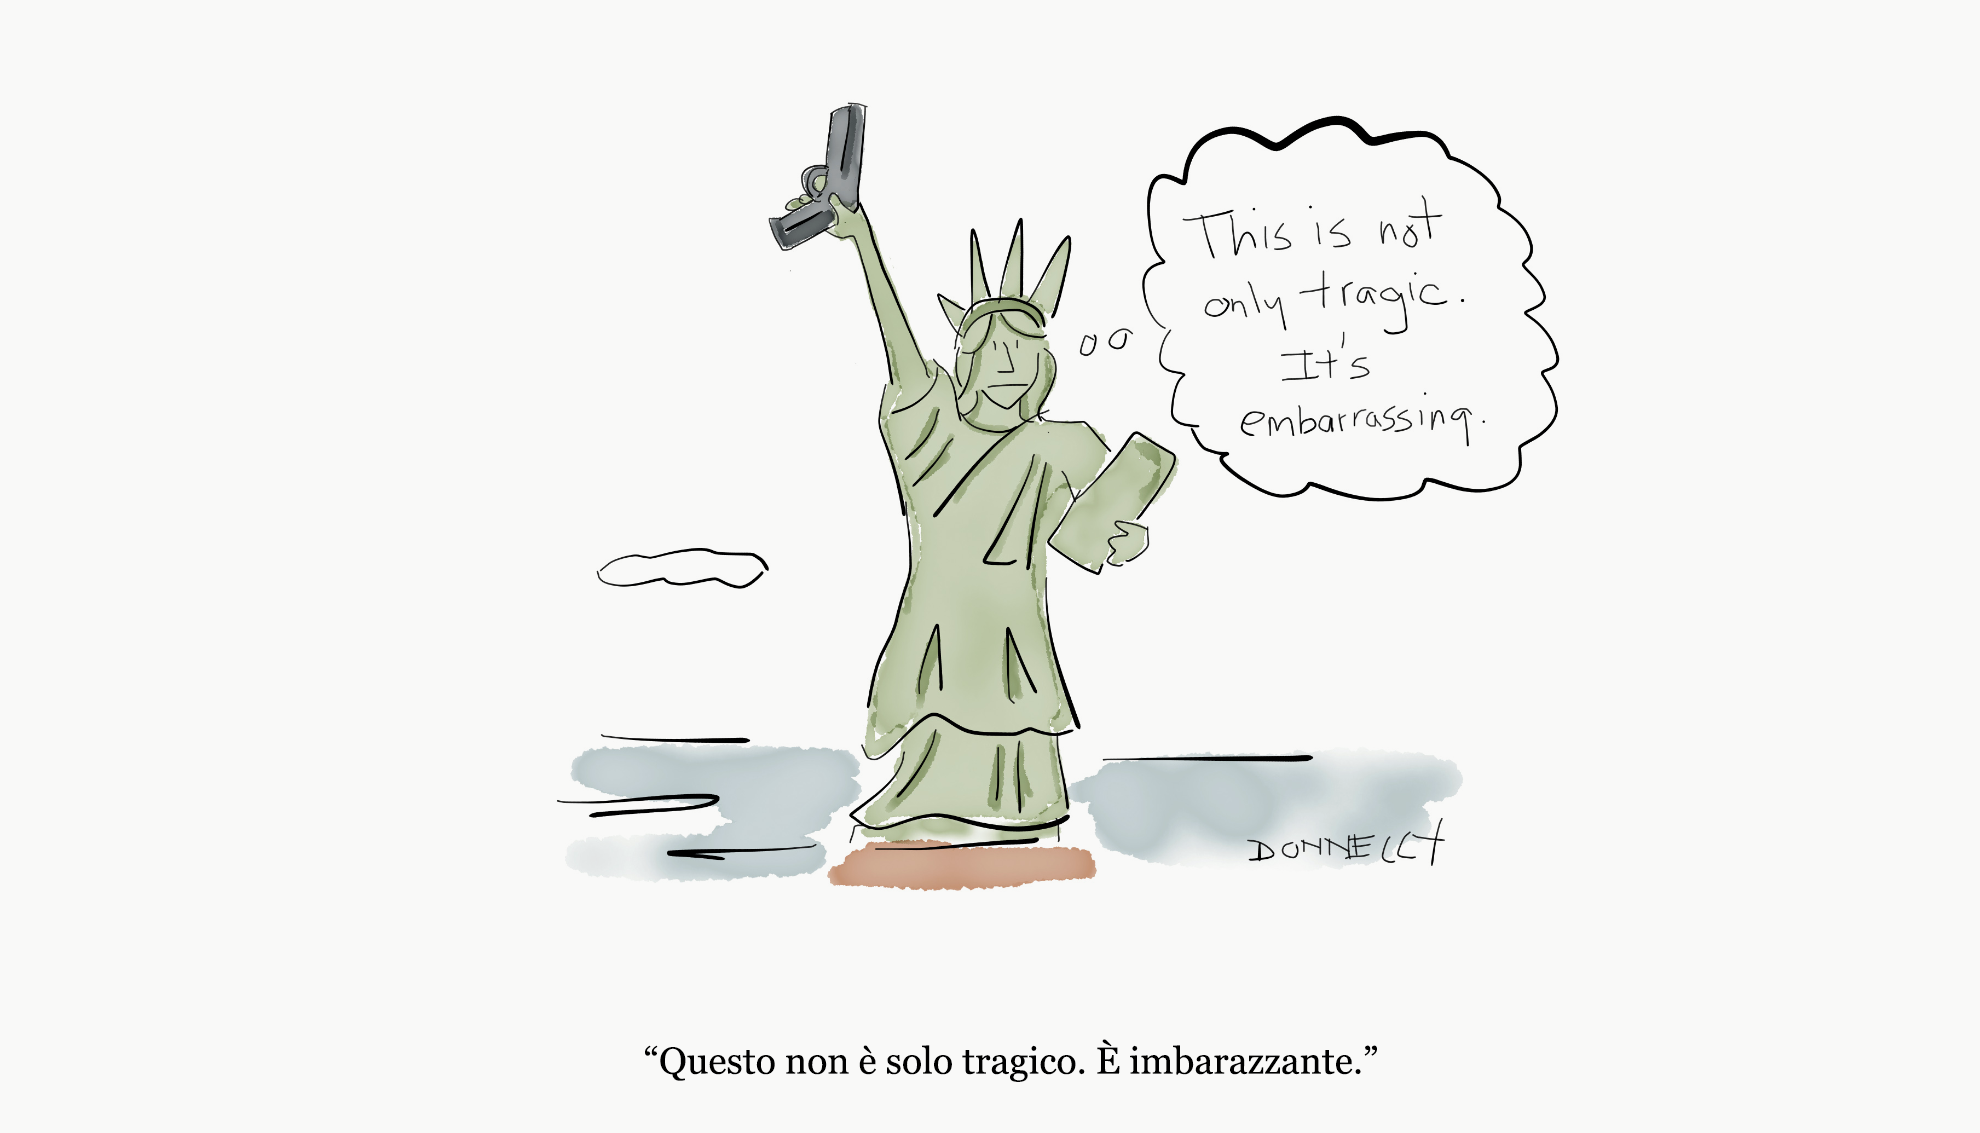 This is not
only tragic.
It's
embarrassing.
DONNELLY
“Questo non è solo tragico. È imbarazzante.”